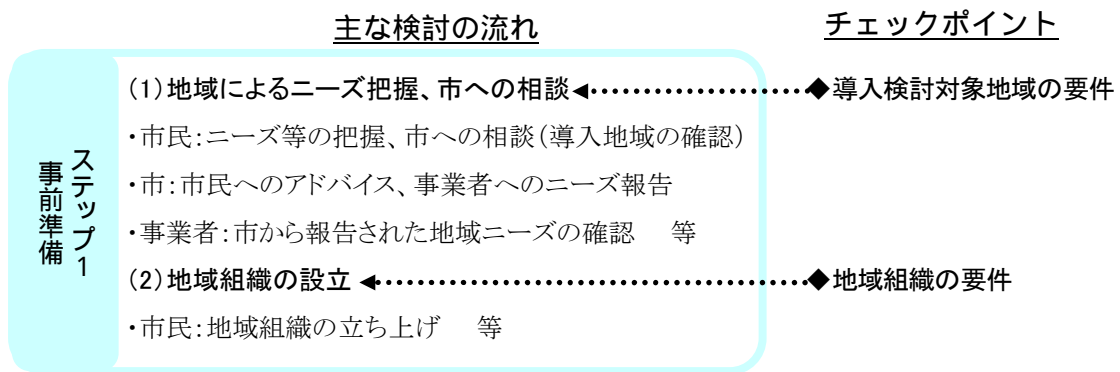 主な検討の流れ
チェックポイント
ステップ1
事前準備
(1)地域によるニーズ把握、市への相談
◆導入検討対象地域の要件
・市民:ニーズ等の把握、市への相談(導入地域の確認)
・市:市民へのアドバイス、事業者へのニーズ報告
・事業者:市から報告された地域ニーズの確認　等
(2)地域組織の設立
◆地域組織の要件
・市民:地域組織の立ち上げ　等